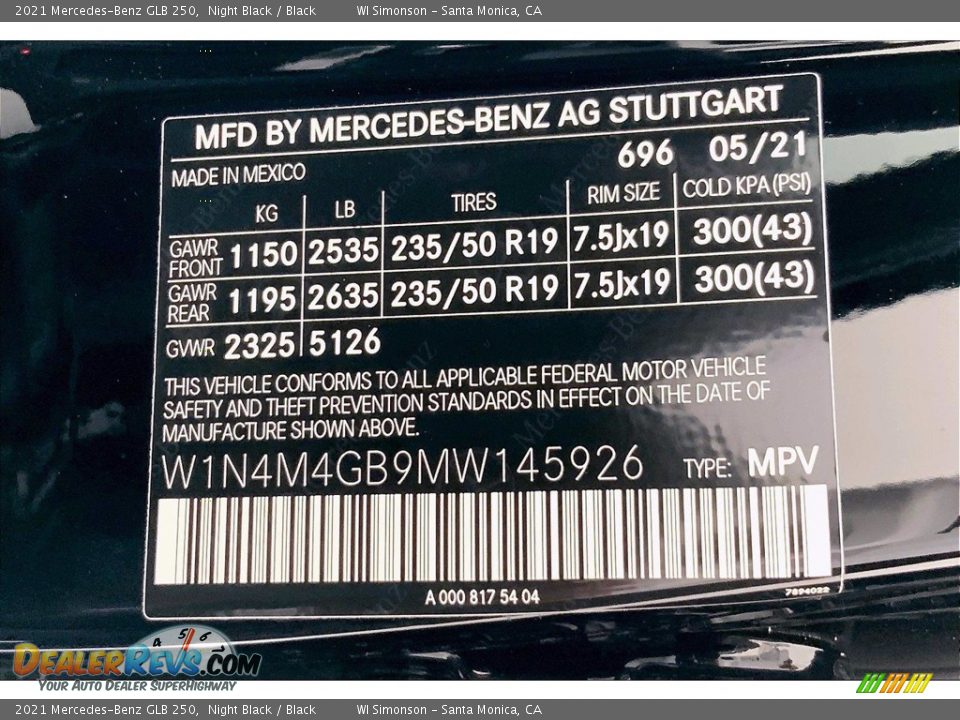 2021 Mercedes-Benz GLB 250, Night Black / Black WI Simonson - Santa Monica, CA
MFD BY MERCEDES-BENZ AG STUTTGART
696 05/21
MADE IN MEXICO
KG LB TIRES RIM SIZE COLD KPA (PSI)
GAWR FRONT 1150 2535 235/50 R19 7.5Jx19 300(43)
GAWR REAR 1195 2635 235/50 R19 7.5Jx19 300(43)
GVWR 2325 5126
THIS VEHICLE CONFORMS TO ALL APPLICABLE FEDERAL MOTOR VEHICLE
SAFETY AND THEFT PREVENTION STANDARDS IN EFFECT ON THE DATE OF
MANUFACTURE SHOWN ABOVE.
W1N4M4GB9MW145926 TYPE: MPV
A 000 817 54 04
7894022
4 5 6
DEALERREVS.COM
YOUR AUTO DEALER SUPERHIGHWAY
2021 Mercedes-Benz GLB 250, Night Black / Black WI Simonson - Santa Monica, CA